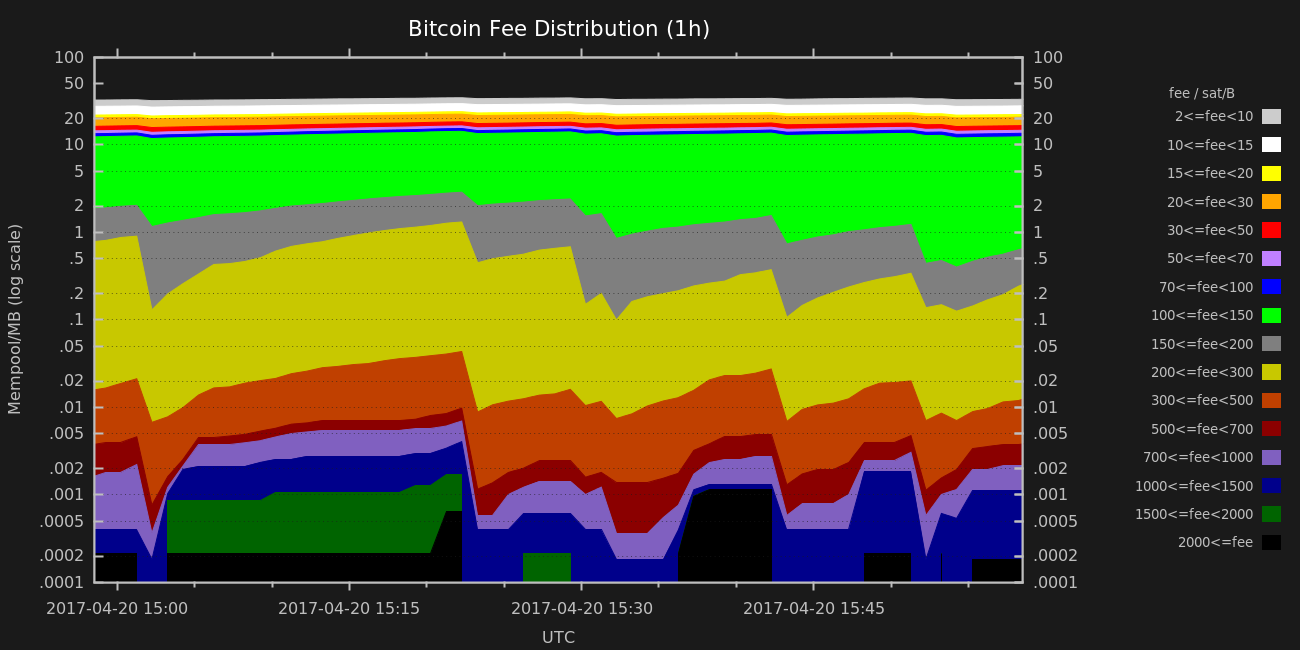 Bitcoin Fee Distribution (1h)
100
50
20
10
5
2
1
.5
.2
.1
.05
.02
.01
.005
.002
.001
.0005
.0002
.0001
Mempool/MB (log scale)
100
50
20
10
5
2
1
.5
.2
.1
.05
.02
.01
.005
.002
.001
.0005
.0002
.0001
2017-04-20 15:00
2017-04-20 15:15
2017-04-20 15:30
2017-04-20 15:45
UTC
fee / sat/B
2<=fee<10
10<=fee<15
15<=fee<20
20<=fee<30
30<=fee<50
50<=fee<70
70<=fee<100
100<=fee<150
150<=fee<200
200<=fee<300
300<=fee<500
500<=fee<700
700<=fee<1000
1000<=fee<1500
1500<=fee<2000
2000<=fee